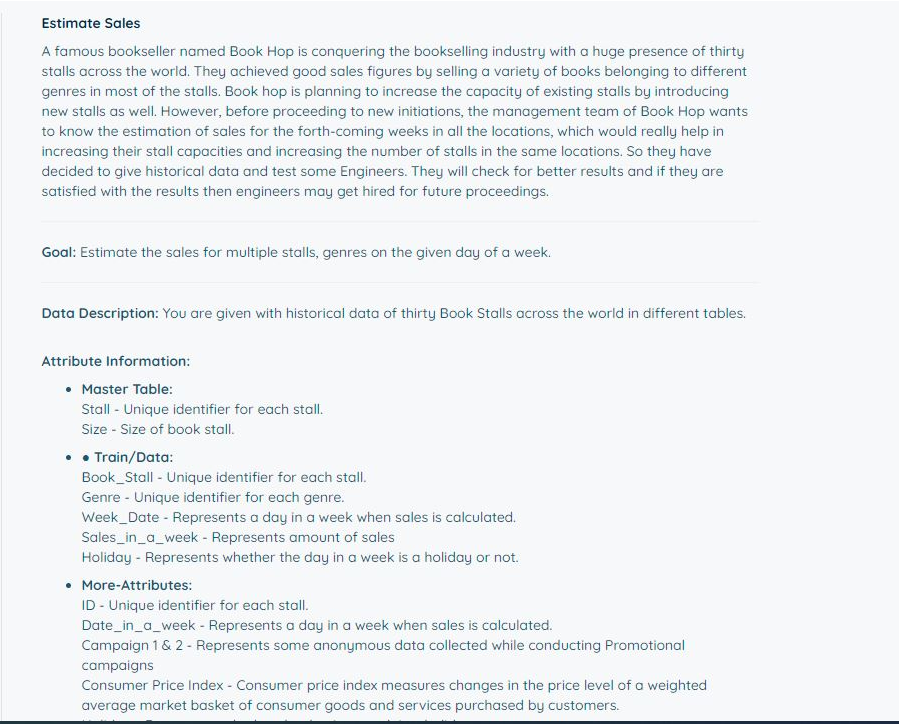 Estimate Sales
A famous bookseller named Book Hop is conquering the bookselling industry with a huge presence of thirty
stalls across the world. They achieved good sales figures by selling a variety of books belonging to different
genres in most of the stalls. Book hop is planning to increase the capacity of existing stalls by introducing
new stalls as well. However, before proceeding to new initiations, the management team of Book Hop wants
to know the estimation of sales for the forth-coming weeks in all the locations, which would really help in
increasing their stall capacities and increasing the number of stalls in the same locations. So they have
decided to give historical data and test some Engineers. They will check for better results and if they are
satisfied with the results then engineers may get hired for future proceedings.
Goal: Estimate the sales for multiple stalls, genres on the given day of a week.
Data Description: You are given with historical data of thirty Book Stalls across the world in different tables.
Attribute Information:
• Master Table:
Stall - Unique identifier for each stall.
Size - Size of book stall.
• ● Train/Data:
Book_Stall - Unique identifier for each stall.
Genre - Unique identifier for each genre.
Week_Date - Represents a day in a week when sales is calculated.
Sales_in_a_week - Represents amount of sales
Holiday - Represents whether the day in a week is a holiday or not.
• More-Attributes:
ID - Unique identifier for each stall.
Date_in_a_week - Represents a day in a week when sales is calculated.
Campaign 1 & 2 - Represents some anonymous data collected while conducting Promotional
campaigns
Consumer Price Index - Consumer price index measures changes in the price level of a weighted
average market basket of consumer goods and services purchased by customers.